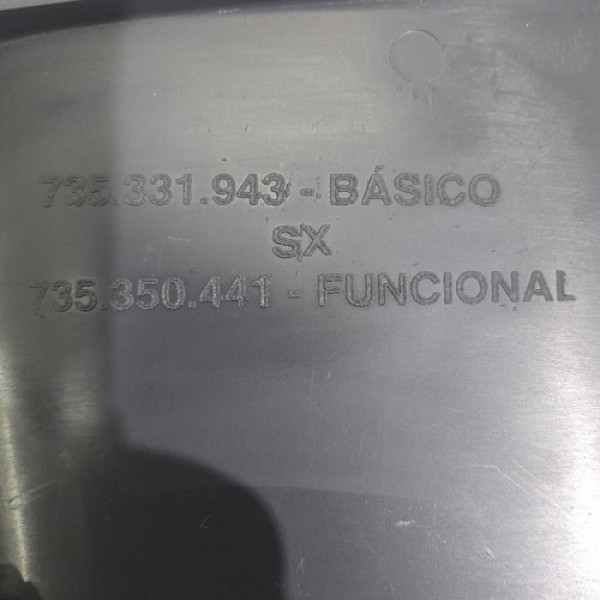 735.331.943 - BÁSICO
SX
735.350.441 - FUNCIONAL